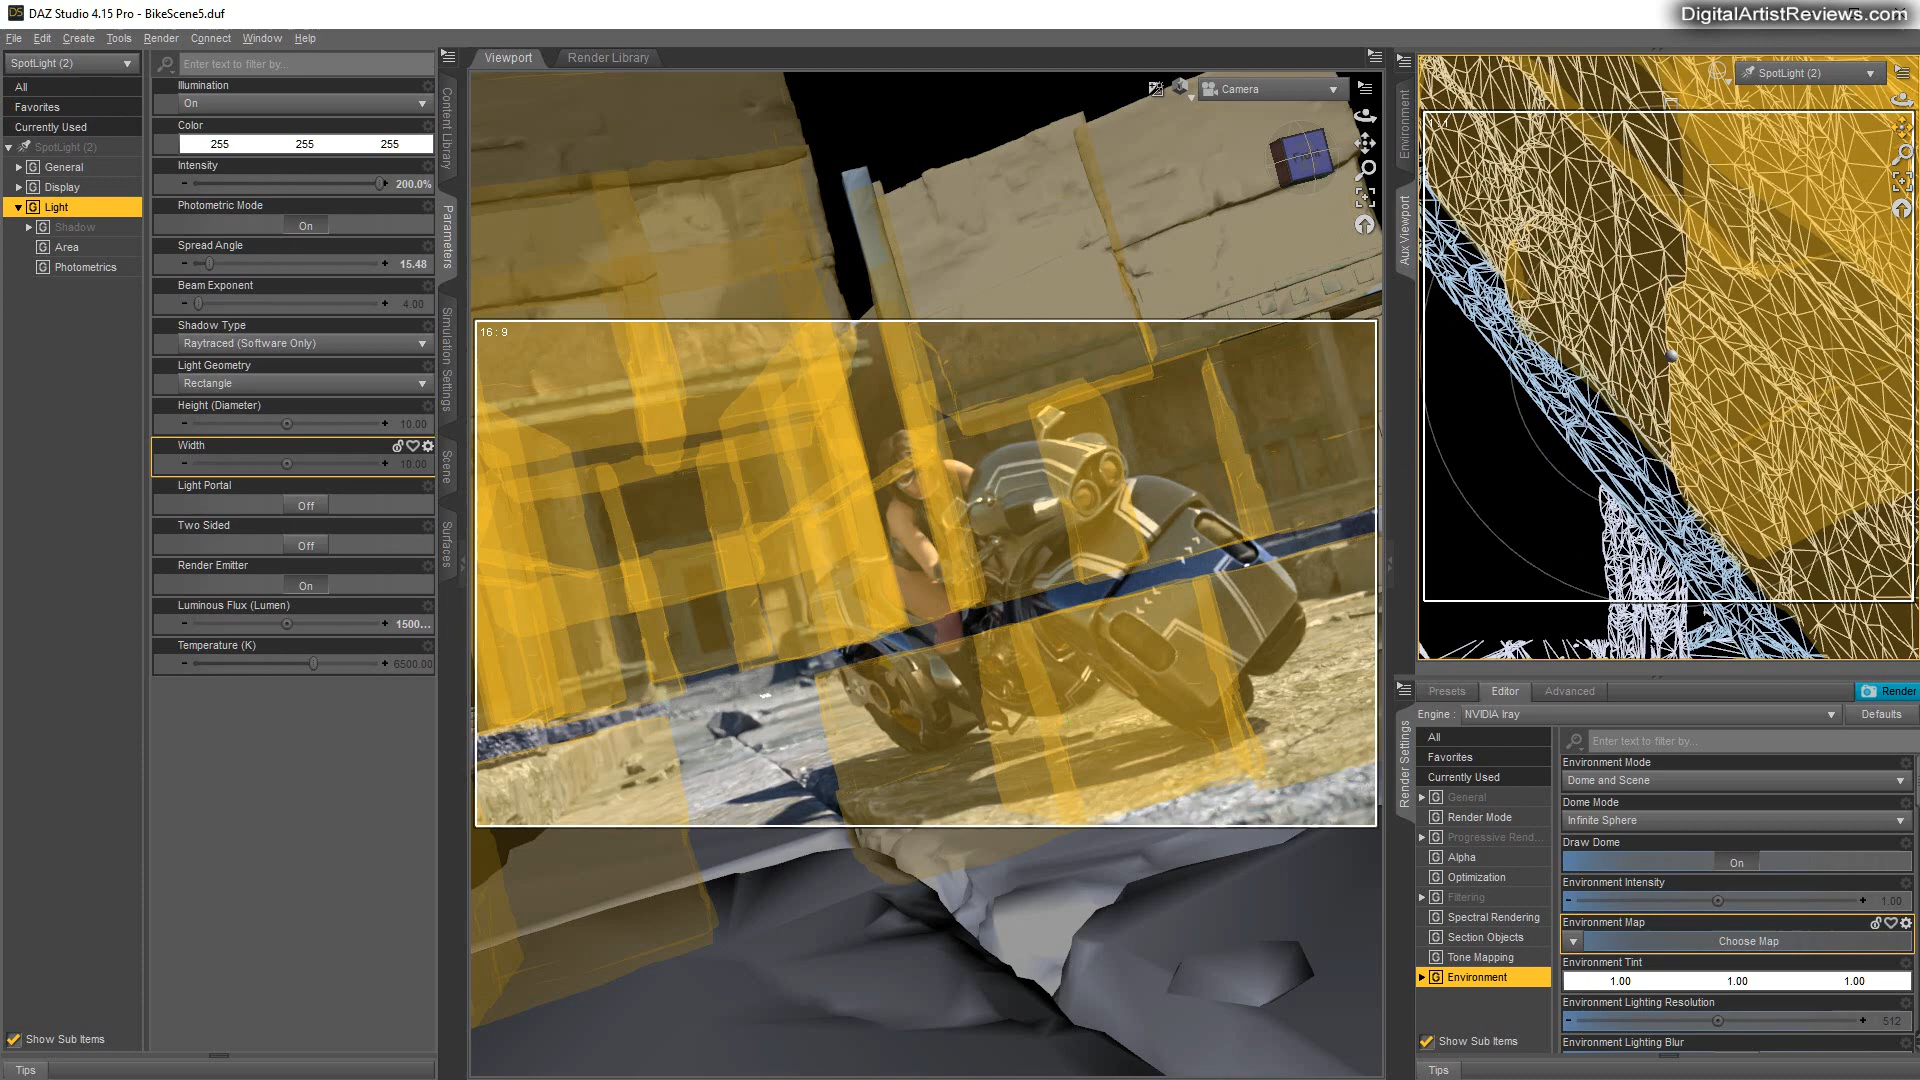 DAZ Studio 4.15 Pro - BikeScene5.duf
DigitalArtistReviews.com
File Edit Create Tools Render Connect Window Help
SpotLight (2)
All
Favorites
Currently Used
SpotLight (2)
General
Display
Light
Shadow
Area
Photometrics
Show Sub Items
Tips
Enter text to filter by...
Illumination
On
Color
255 255 255
Intensity
200.0%
Photometric Mode
On
Spread Angle
15.48
Beam Exponent
4.00
Shadow Type
Raytraced (Software Only)
Light Geometry
Rectangle
Height (Diameter)
10.00
Width
10.00
Light Portal
Off
Two Sided
Off
Render Emitter
On
Luminous Flux (Lumen)
1500...
Temperature (K)
6500.00
Content Library
Parameters
Simulation Settings
Scene
Surfaces
Viewport Render Library
Camera
16 : 9
Environment
Aux Viewport
SpotLight (2)
Render Settings
Presets Editor Advanced
Render
Engine : NVIDIA Iray
Defaults
All
Favorites
Currently Used
General
Render Mode
Progressive Rend...
Alpha
Optimization
Filtering
Spectral Rendering
Section Objects
Tone Mapping
Environment
Show Sub Items
Tips
Enter text to filter by...
Environment Mode
Dome and Scene
Dome Mode
Infinite Sphere
Draw Dome
On
Environment Intensity
1.00
Environment Map
Choose Map
Environment Tint
1.00 1.00 1.00
Environment Lighting Resolution
512
Environment Lighting Blur